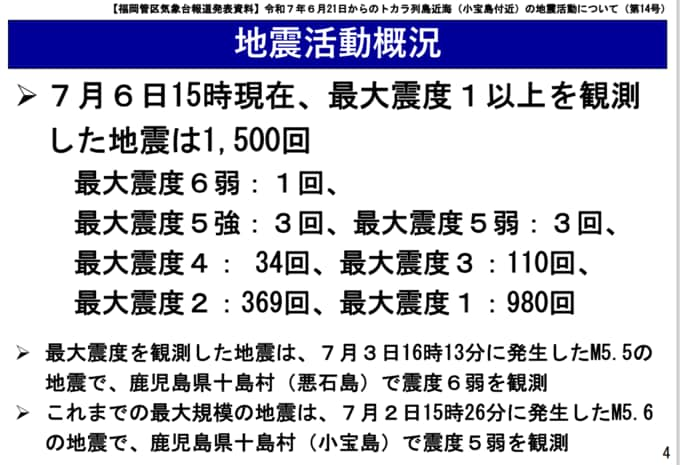 【福岡管区気象台報道発表資料】令和７年６月21日からのトカラ列島近海（小宝島付近）の地震活動について（第14号）
地震活動概況
➢ ７月６日15時現在、最大震度１以上を観測
した地震は1,500回
最大震度６弱：１回、
最大震度５強：３回、最大震度５弱：３回、
最大震度４： 34回、最大震度３：110回、
最大震度２：369回、最大震度１：980回
➢ 最大震度を観測した地震は、７月３日16時13分に発生したM5.5の
地震で、鹿児島県十島村（悪石島）で震度６弱を観測
➢ これまでの最大規模の地震は、７月２日15時26分に発生したM5.6
の地震で、鹿児島県十島村（小宝島）で震度５弱を観測
4